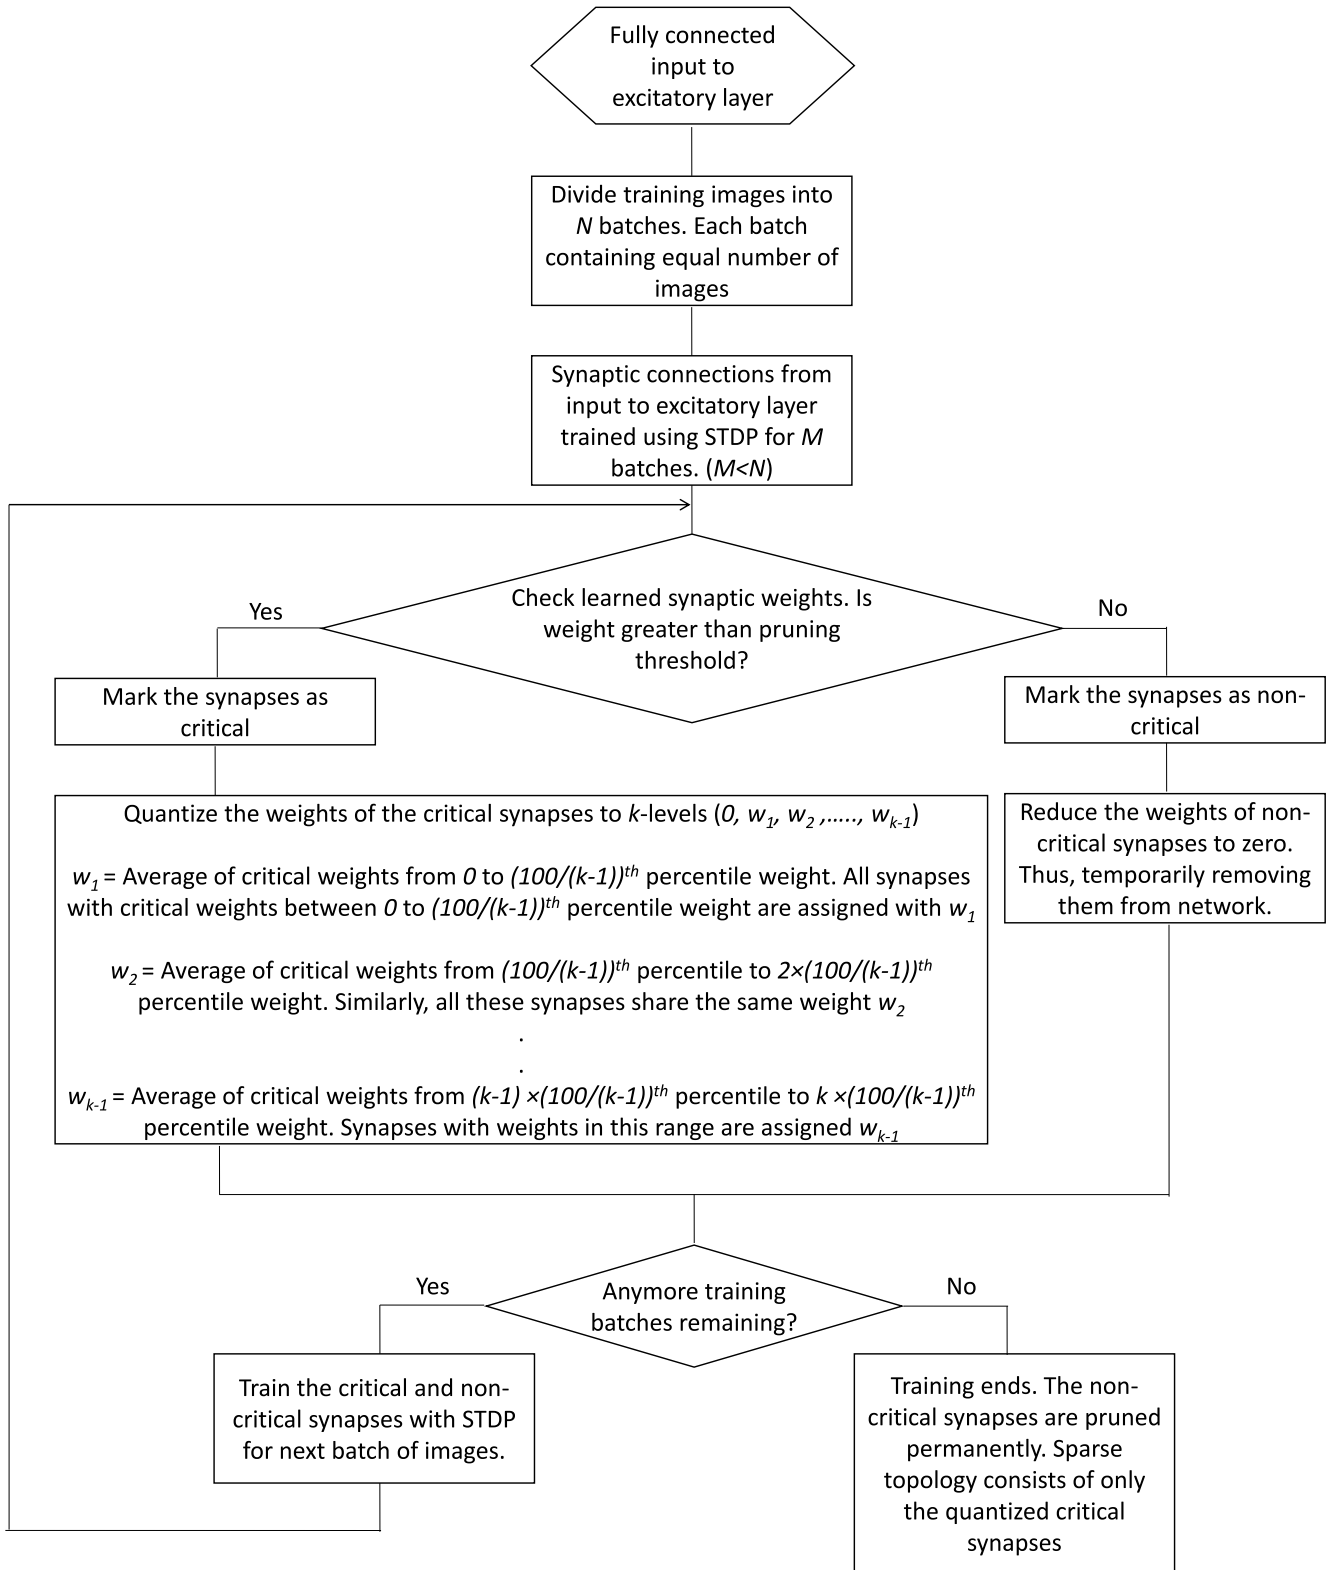 Fully connected
input to
excitatory layer
Divide training images into
N batches. Each batch
containing equal number of
images
Synaptic connections from
input to excitatory layer
trained using STDP for M
batches. (M<N)
Check learned synaptic weights. Is
weight greater than pruning
threshold?
Yes
No
Mark the synapses as
critical
Mark the synapses as non-
critical
Quantize the weights of the critical synapses to k-levels (0, w1, w2 ,....., wk-1)
w1 = Average of critical weights from 0 to (100/(k-1))th percentile weight. All synapses
with critical weights between 0 to (100/(k-1))th percentile weight are assigned with w1
w2 = Average of critical weights from (100/(k-1))th percentile to 2×(100/(k-1))th
percentile weight. Similarly, all these synapses share the same weight w2
.
.
wk-1 = Average of critical weights from (k-1) ×(100/(k-1))th percentile to k ×(100/(k-1))th
percentile weight. Synapses with weights in this range are assigned wk-1
Reduce the weights of non-
critical synapses to zero.
Thus, temporarily removing
them from network.
Anymore training
batches remaining?
Yes
No
Train the critical and non-
critical synapses with STDP
for next batch of images.
Training ends. The non-
critical synapses are pruned
permanently. Sparse
topology consists of only
the quantized critical
synapses